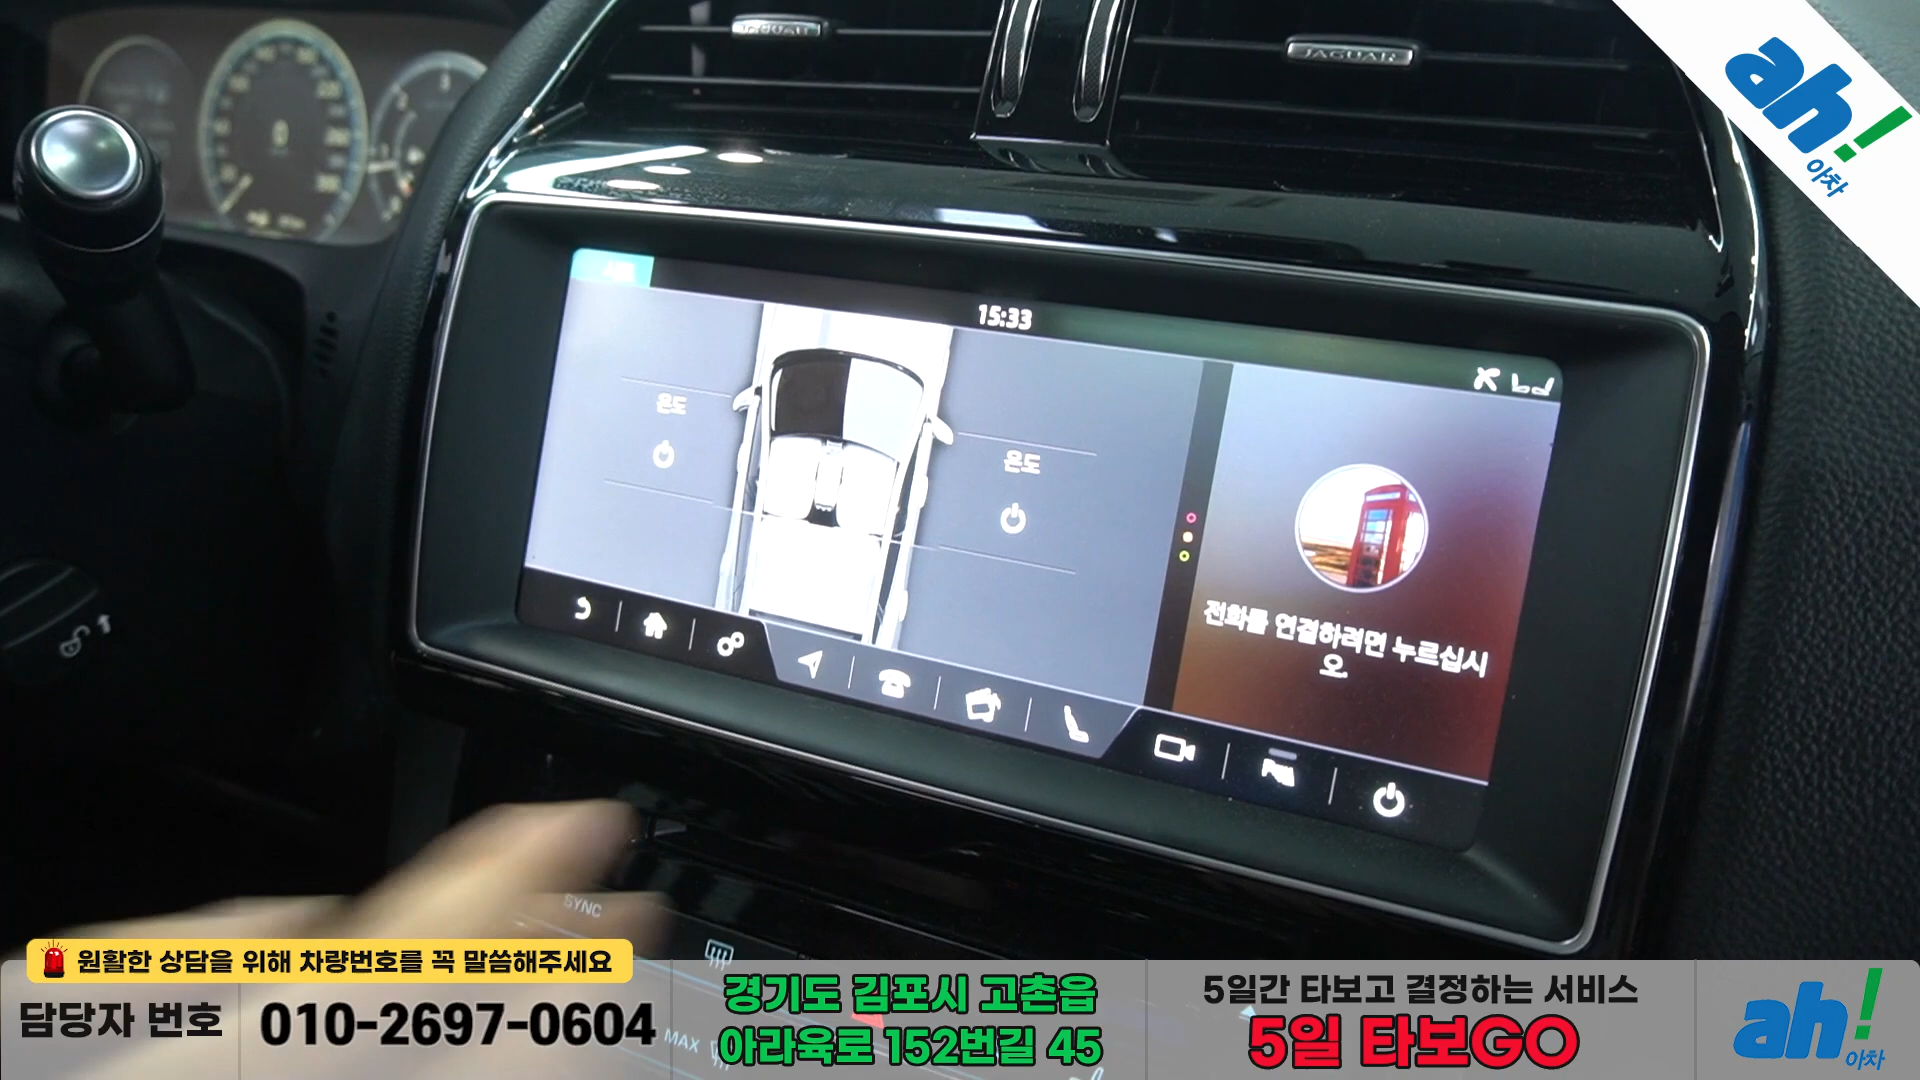 JAGUAR
JAGUAR
ah!
아차
0
15:33
온도
온도
전화를 연결하려면 누르십시
오.
SYNC
MAX
🚨 원활한 상담을 위해 차량번호를 꼭 말씀해주세요
담당자 번호
010-2697-0604
경기도 김포시 고촌읍
아라육로 152번길 45
5일간 타보고 결정하는 서비스
5일 타보GO
ah!
아차